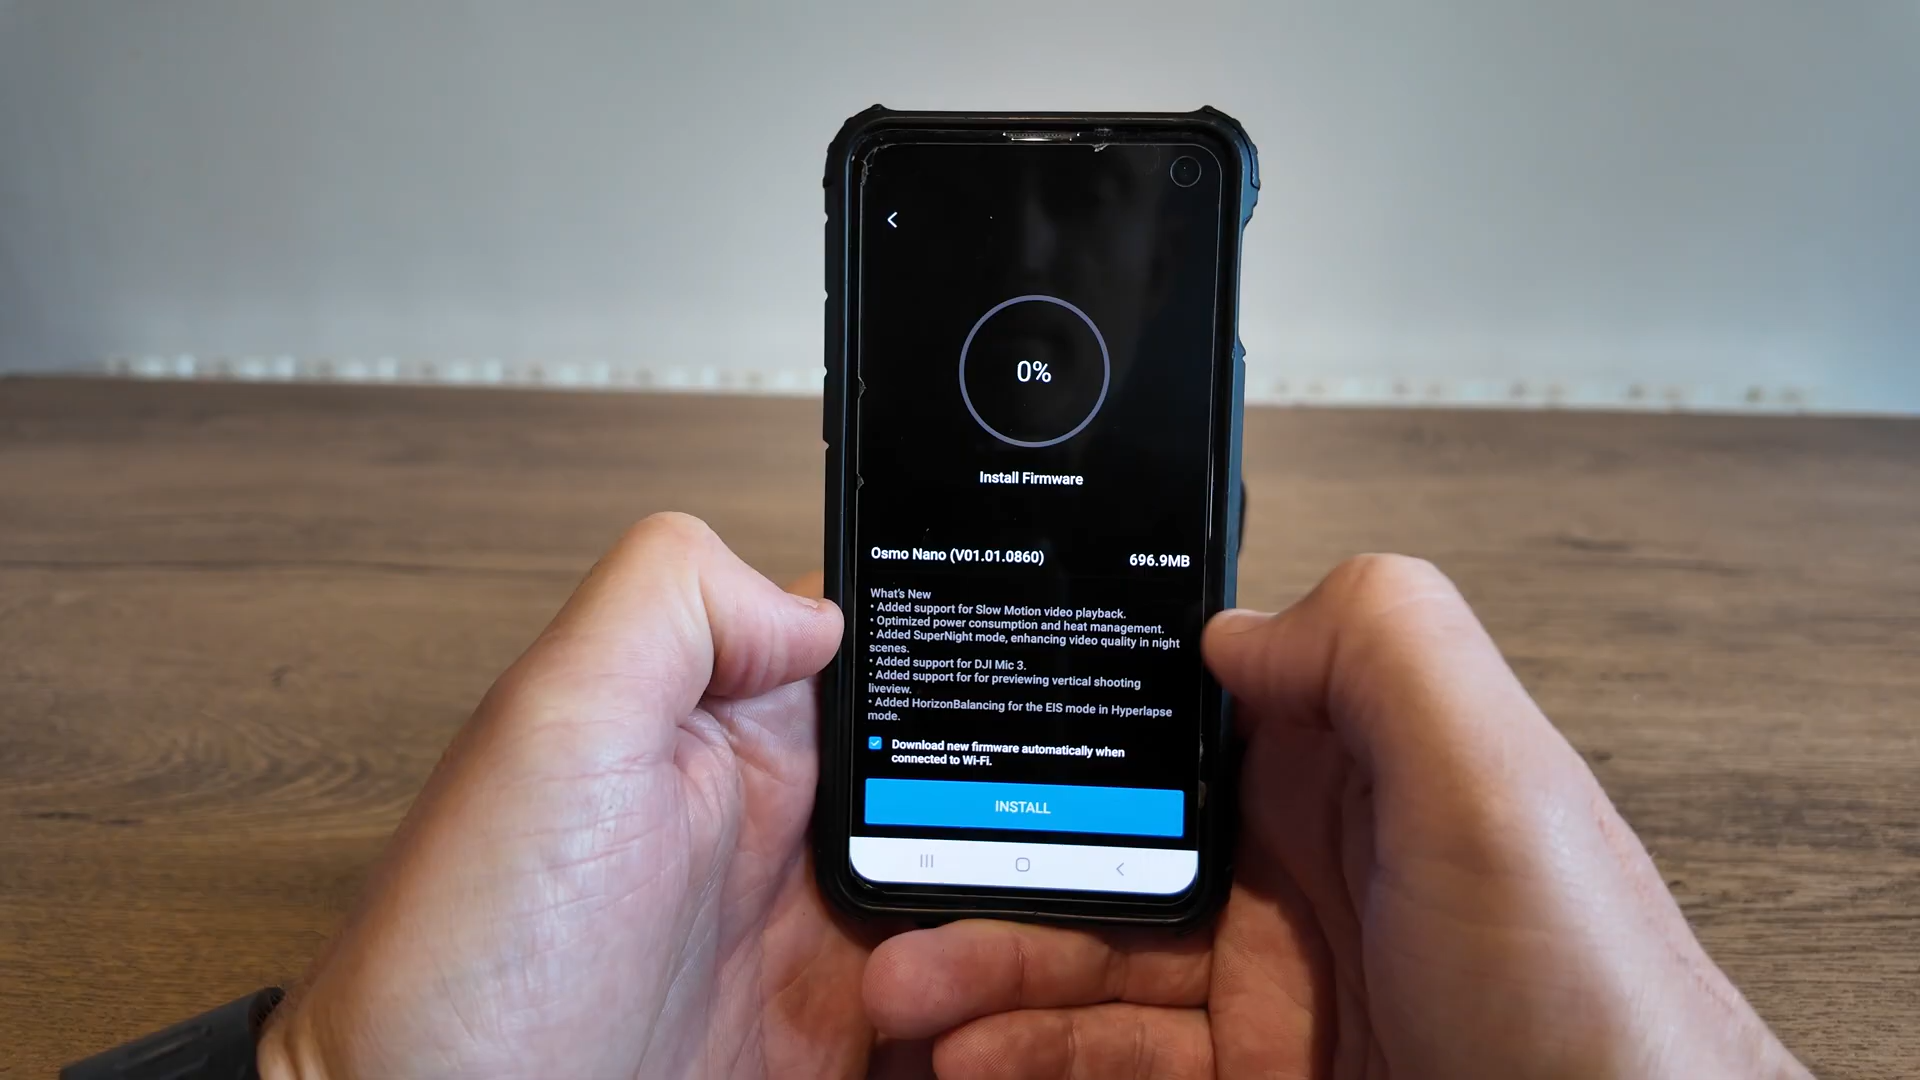 0%
Install Firmware
Osmo Nano (V01.01.0860) 696.9MB
What's New
• Added support for Slow Motion video playback.
• Optimized power consumption and heat management.
• Added SuperNight mode, enhancing video quality in night
scenes.
• Added support for DJI Mic 3.
• Added support for for previewing vertical shooting
liveview.
• Added HorizonBalancing for the EIS mode in Hyperlapse
mode.
Download new firmware automatically when
connected to Wi-Fi.
INSTALL